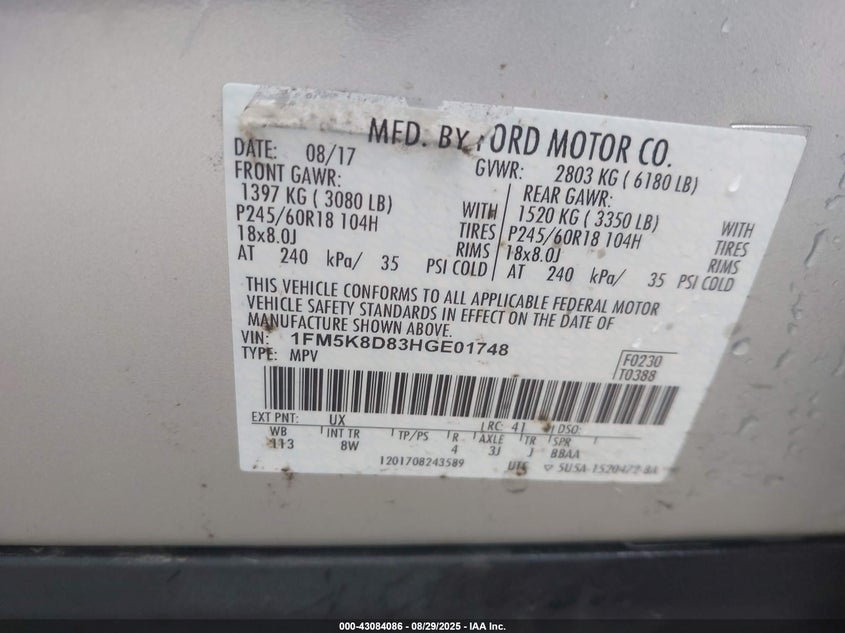 MFD. BY FORD MOTOR CO.
DATE: 08/17 GVWR: 2803 KG ( 6180 LB)
FRONT GAWR: REAR GAWR:
1397 KG ( 3080 LB) WITH 1520 KG ( 3350 LB) WITH
P245/60R18 104H TIRES P245/60R18 104H TIRES
18x8.0J RIMS 18x8.0J RIMS
AT 240 kPa/ 35 PSI COLD AT 240 kPa/ 35 PSI COLD
THIS VEHICLE CONFORMS TO ALL APPLICABLE FEDERAL MOTOR
VEHICLE SAFETY STANDARDS IN EFFECT ON THE DATE OF
MANUFACTURE SHOWN ABOVE.
VIN: 1FM5K8D83HGE01748
TYPE: MPV
F0230
T0388
EXT PNT: UX RC: 41 DSO:
WB INT TR TP/PS R AXLE TR SPR
113 8W 4 3J J BBAA
1201708243589 UTC ▽ 5U5A-1520472-BA
000-43084086 - 08/29/2025 - IAA Inc.